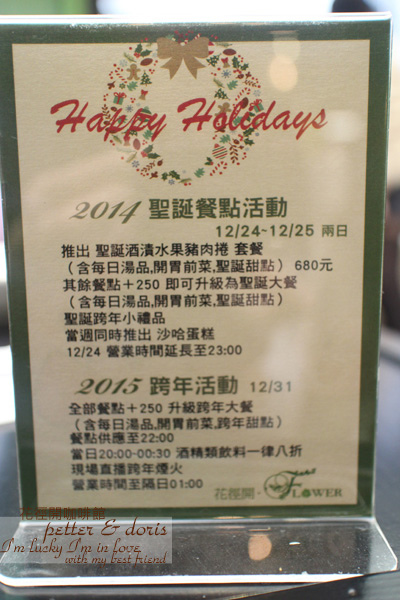 Happy Holidays
2014 聖誕餐點活動
12/24~12/25 兩日
推出 聖誕酒漬水果豬肉捲 套餐
（含每日湯品,開胃前菜,聖誕甜點） 680元
其餘餐點＋250 即可升級為聖誕大餐
（含每日湯品,開胃前菜,聖誕甜點）
聖誕跨年小禮品
當週同時推出 沙哈蛋糕
12/24 營業時間延長至23:00
2015 跨年活動 12/31
全部餐點＋250 升級跨年大餐
（含每日湯品,開胃前菜,跨年甜點）
餐點供應至22:00
當日20:00-00:30 酒精類飲料一律八折
現場直播跨年煙火
營業時間至隔日01:00
花徑開·FLOWER
花徑開咖啡館
petter & doris
I'm lucky I'm in love
with my best friend